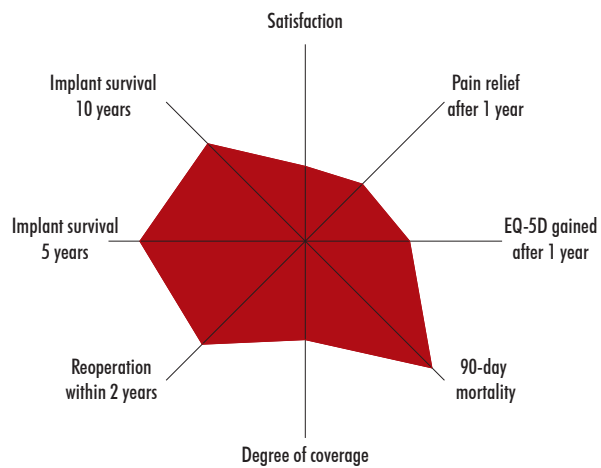 Satisfaction
Implant survival
10 years
Pain relief
after 1 year
Implant survival
5 years
EQ-5D gained
after 1 year
Reoperation
within 2 years
90-day
mortality
Degree of coverage